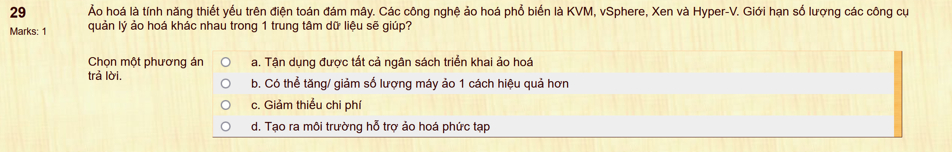 29
Marks: 1
Ảo hoá là tính năng thiết yếu trên điện toán đám mây. Các công nghệ ảo hoá phổ biến là KVM, vSphere, Xen và Hyper-V. Giới hạn số lượng các công cụ
quản lý ảo hoá khác nhau trong 1 trung tâm dữ liệu sẽ giúp?
Chọn một phương án
trả lời.
a. Tận dụng được tất cả ngân sách triển khai ảo hoá
b. Có thể tăng/ giảm số lượng máy ảo 1 cách hiệu quả hơn
c. Giảm thiểu chi phí
d. Tạo ra môi trường hỗ trợ ảo hoá phức tạp